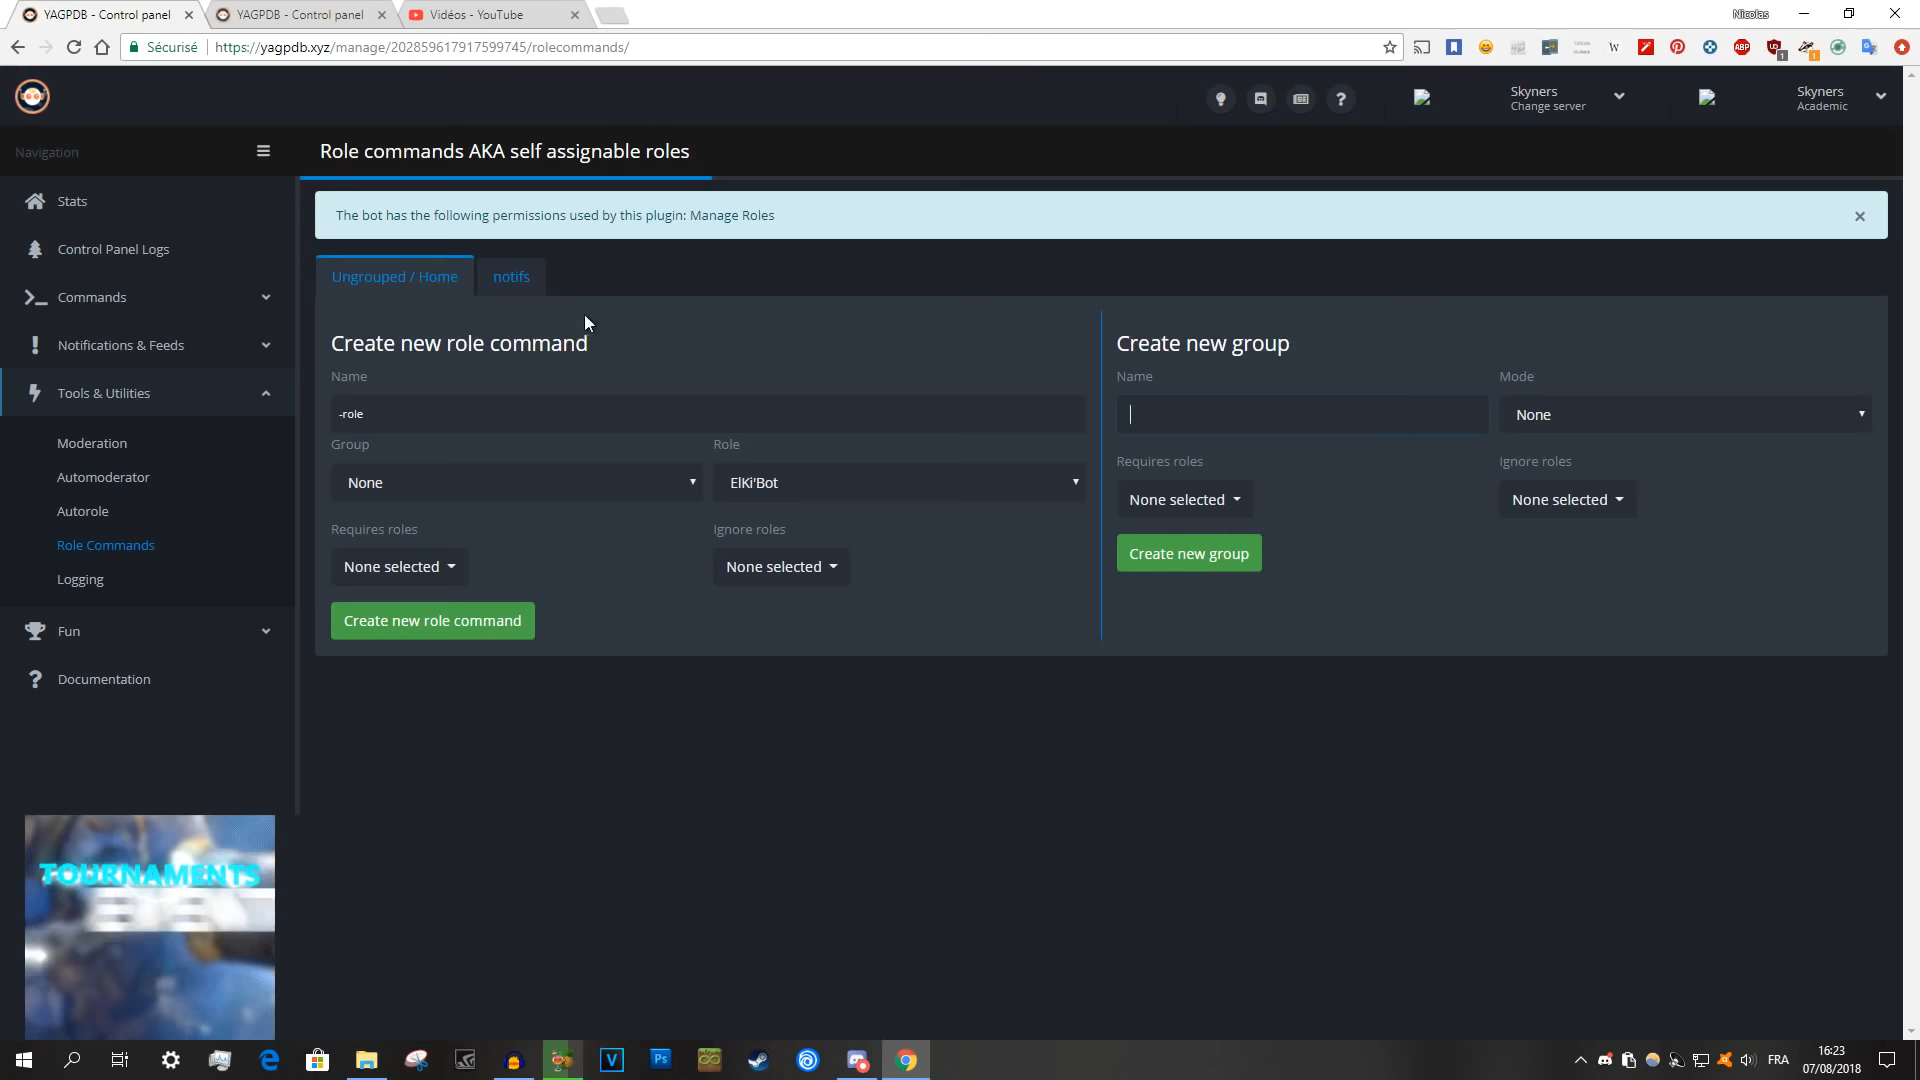 YAGPDB - Control panel
YAGPDB - Control panel
Vidéos - YouTube
Nicolas
Sécurisé
https://yagpdb.xyz/manage/202859617917599745/rolecommands/
Skyners
Change server
Skyners
Academic
Navigation
Role commands AKA self assignable roles
Stats
Control Panel Logs
Commands
Notifications & Feeds
Tools & Utilities
Moderation
Automoderator
Autorole
Role Commands
Logging
Fun
Documentation
The bot has the following permissions used by this plugin: Manage Roles
Ungrouped / Home
notifs
Create new role command
Name
-role
Group
Role
None
ElKi'Bot
Requires roles
Ignore roles
None selected
None selected
Create new role command
Create new group
Name
Mode
None
Requires roles
Ignore roles
None selected
None selected
Create new group
TOURNAMENTS
FRA
16:23
07/08/2018